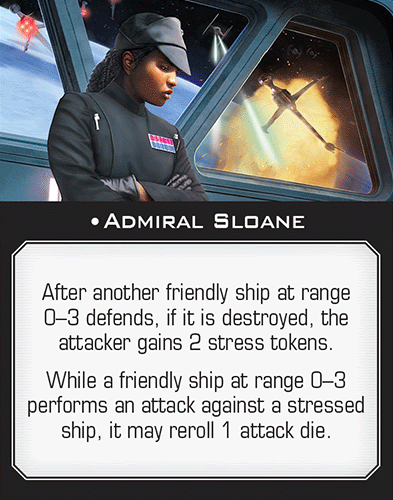 • Admiral Sloane
After another friendly ship at range
0–3 defends, if it is destroyed, the
attacker gains 2 stress tokens.
While a friendly ship at range 0–3
performs an attack against a stressed
ship, it may reroll 1 attack die.